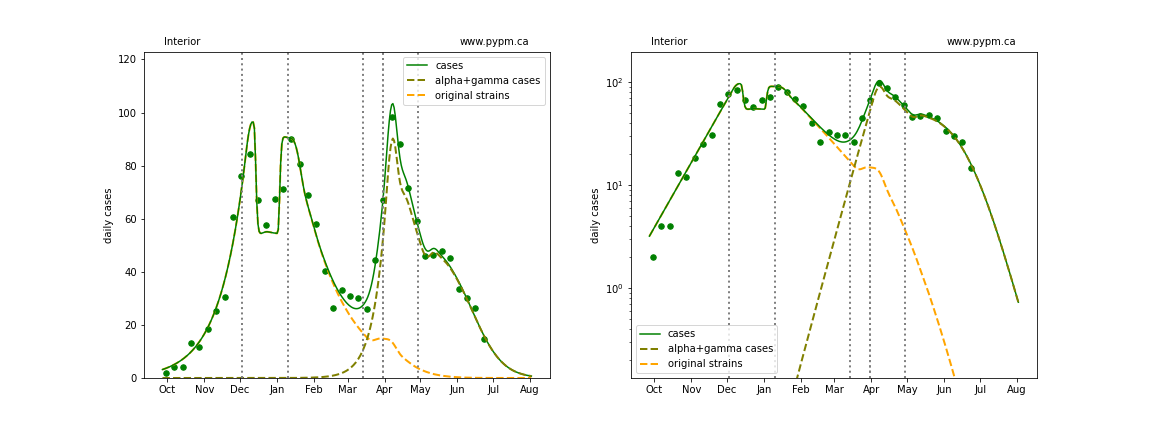 Interior www.pypm.ca
daily cases
120
100
80
60
40
20
0
cases
alpha+gamma cases
original strains
Oct Nov Dec Jan Feb Mar Apr May Jun Jul Aug
Interior www.pypm.ca
daily cases
10²
10¹
10⁰
cases
alpha+gamma cases
original strains
Oct Nov Dec Jan Feb Mar Apr May Jun Jul Aug